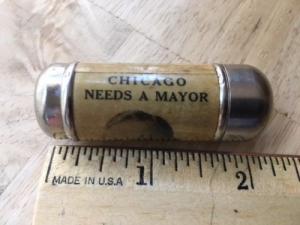 CHICAGO
NEEDS A MAYOR
MADE IN U.S.A
1
2